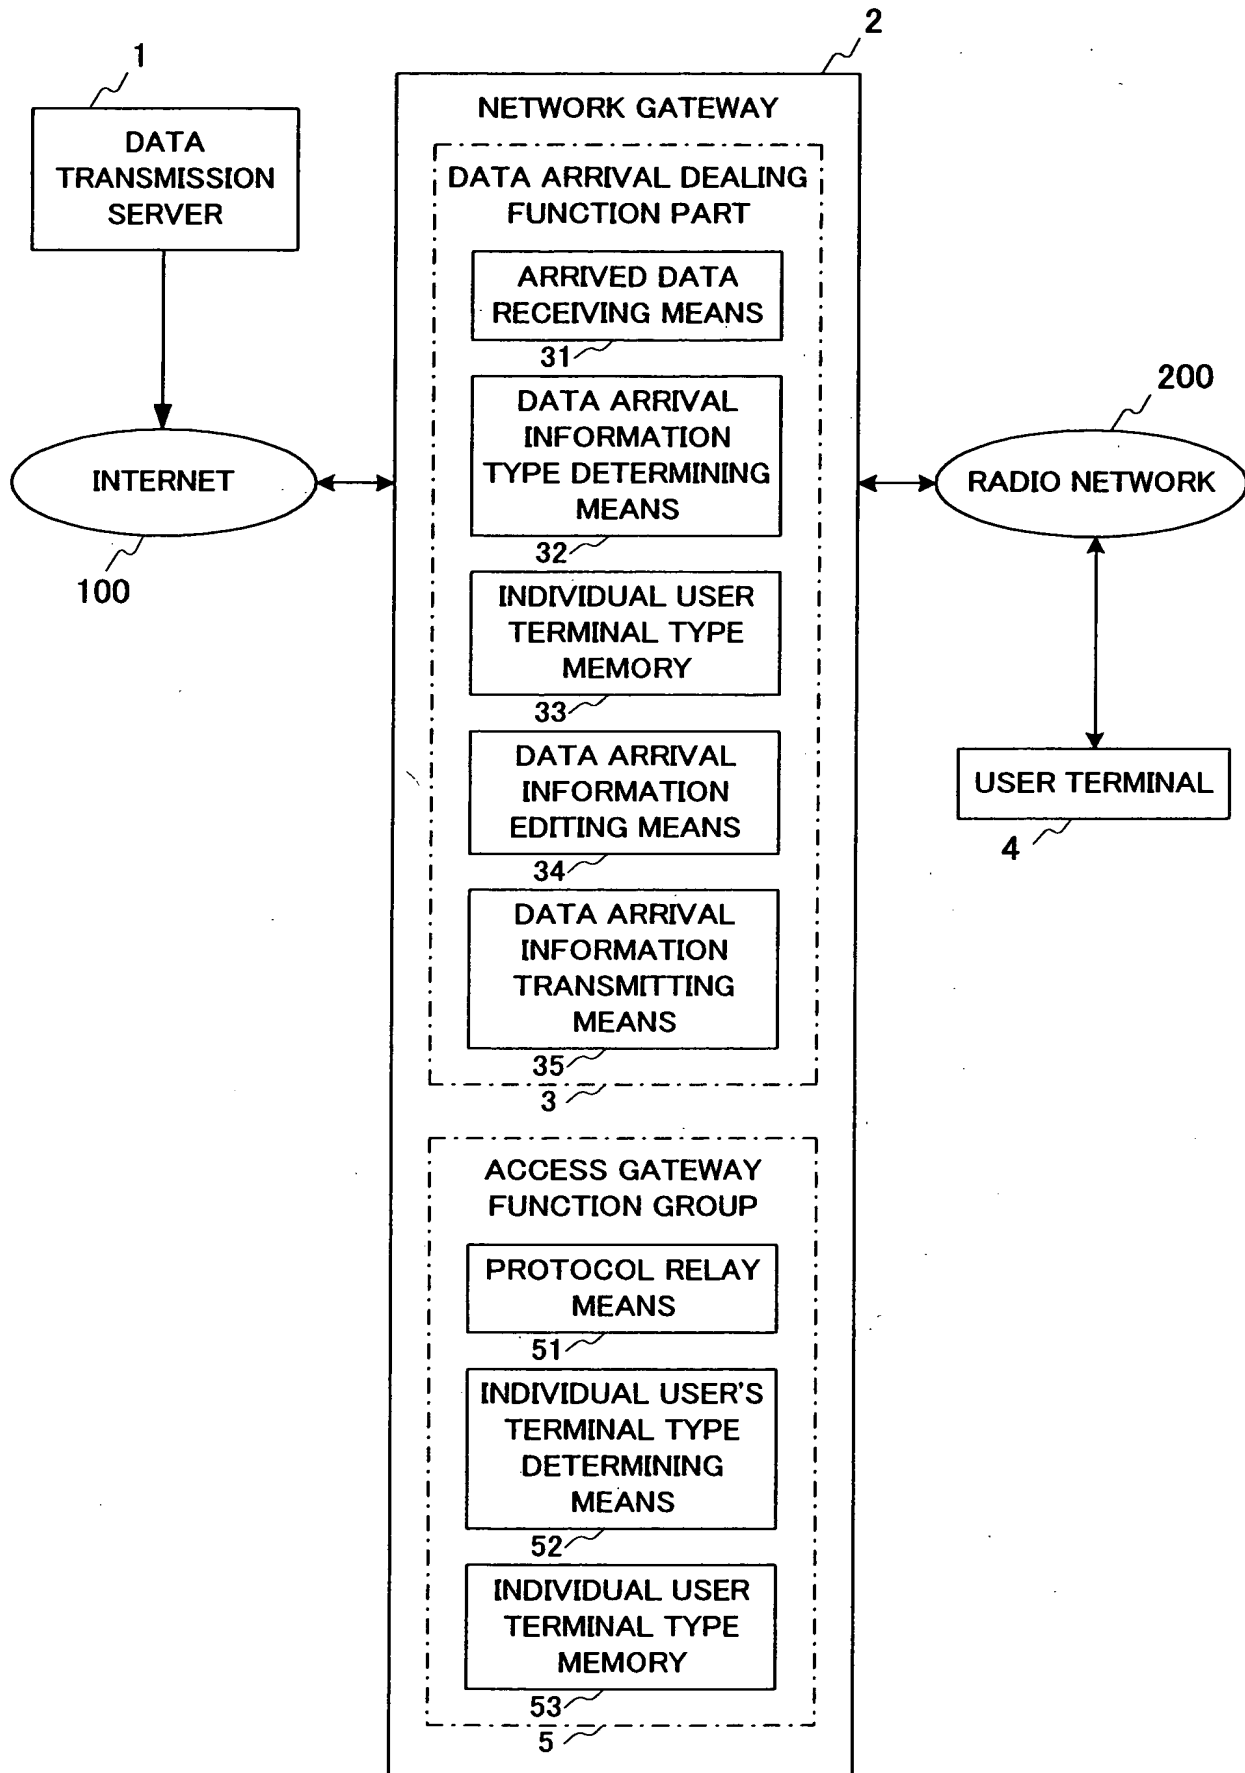 1
DATA
TRANSMISSION
SERVER
INTERNET
100
2
NETWORK GATEWAY
DATA ARRIVAL DEALING
FUNCTION PART
ARRIVED DATA
RECEIVING MEANS
31
DATA ARRIVAL
INFORMATION
TYPE DETERMINING
MEANS
32
INDIVIDUAL USER
TERMINAL TYPE
MEMORY
33
DATA ARRIVAL
INFORMATION
EDITING MEANS
34
DATA ARRIVAL
INFORMATION
TRANSMITTING
MEANS
35
3
ACCESS GATEWAY
FUNCTION GROUP
PROTOCOL RELAY
MEANS
51
INDIVIDUAL USER'S
TERMINAL TYPE
DETERMINING
MEANS
52
INDIVIDUAL USER
TERMINAL TYPE
MEMORY
53
5
200
RADIO NETWORK
USER TERMINAL
4